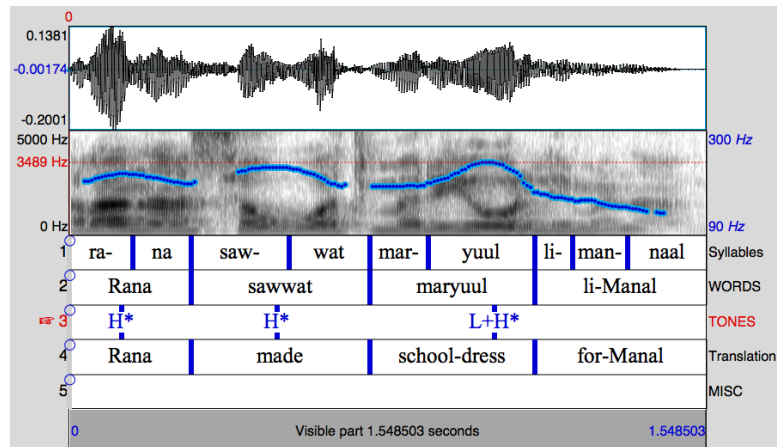 0
0.1381
-0.00174
-0.2001
5000 Hz 300 Hz
3489 Hz
0 Hz 90 Hz
1 ra- na saw- wat mar- yuul li- man- naal Syllables
2 Rana sawwat maryuul li-Manal WORDS
3 H* H* L+H* TONES
4 Rana made school-dress for-Manal Translation
5 MISC
0 Visible part 1.548503 seconds 1.548503